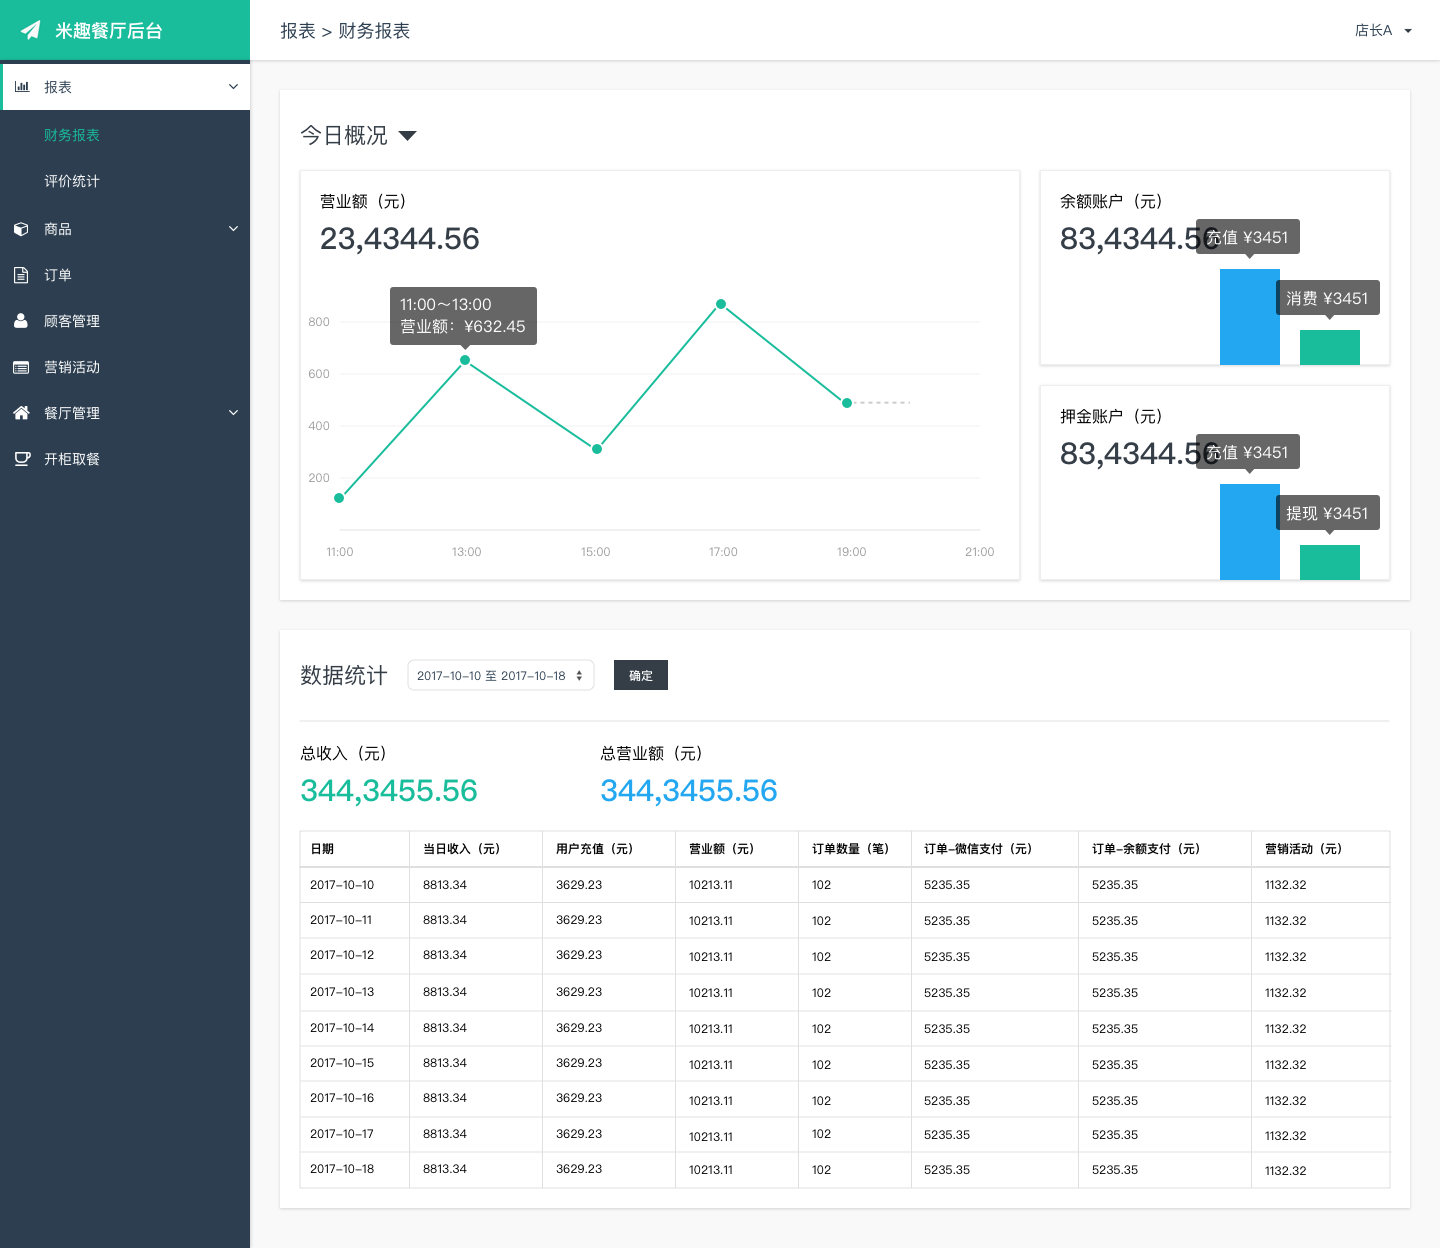 米趣餐厅后台
报表 > 财务报表
店长A
报表
财务报表
评价统计
商品
订单
顾客管理
营销活动
餐厅管理
开柜取餐
今日概况
营业额（元）
23,4344.56
11:00～13:00
营业额：¥632.45
800
600
400
200
11:00 13:00 15:00 17:00 19:00 21:00
余额账户（元）
83,4344.56
充值 ¥3451
消费 ¥3451
押金账户（元）
83,4344.56
充值 ¥3451
提现 ¥3451
数据统计 2017-10-10 至 2017-10-18 确定
总收入（元） 总营业额（元）
344,3455.56 344,3455.56
日期 当日收入（元） 用户充值（元） 营业额（元） 订单数量（笔） 订单-微信支付（元） 订单-余额支付（元） 营销活动（元）
2017-10-10 8813.34 3629.23 10213.11 102 5235.35 5235.35 1132.32
2017-10-11 8813.34 3629.23 10213.11 102 5235.35 5235.35 1132.32
2017-10-12 8813.34 3629.23 10213.11 102 5235.35 5235.35 1132.32
2017-10-13 8813.34 3629.23 10213.11 102 5235.35 5235.35 1132.32
2017-10-14 8813.34 3629.23 10213.11 102 5235.35 5235.35 1132.32
2017-10-15 8813.34 3629.23 10213.11 102 5235.35 5235.35 1132.32
2017-10-16 8813.34 3629.23 10213.11 102 5235.35 5235.35 1132.32
2017-10-17 8813.34 3629.23 10213.11 102 5235.35 5235.35 1132.32
2017-10-18 8813.34 3629.23 10213.11 102 5235.35 5235.35 1132.32